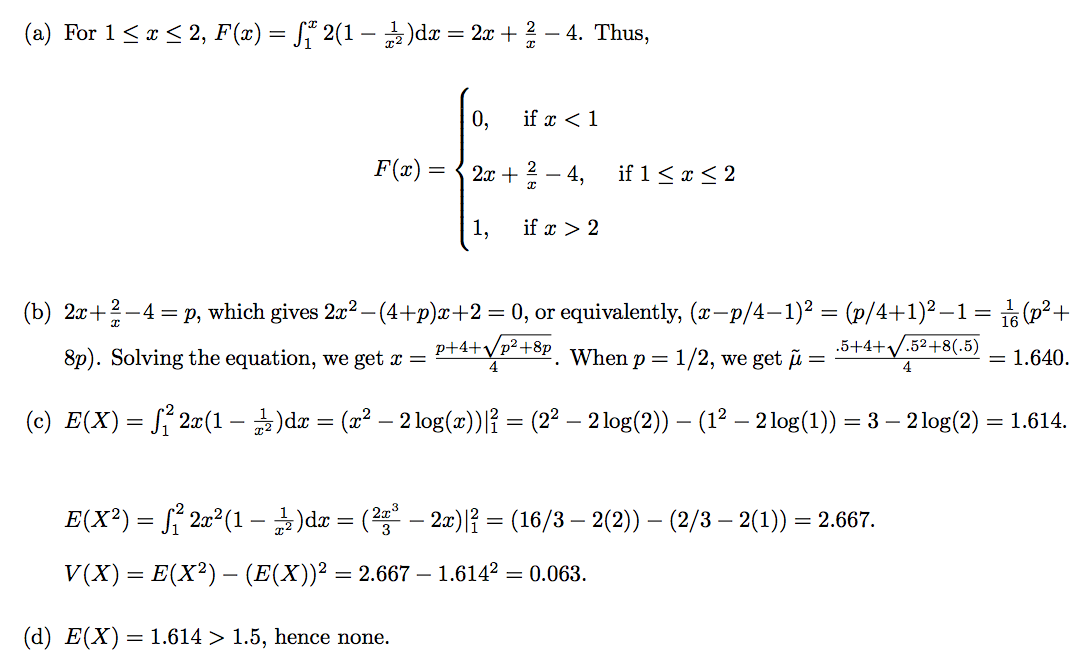 (a) For 1 ≤ x ≤ 2, F(x) = ∫₁ˣ 2(1 − 1/x²)dx = 2x + 2/x − 4. Thus,
F(x) = { 0, if x < 1
2x + 2/x − 4, if 1 ≤ x ≤ 2
1, if x > 2
(b) 2x + 2/x − 4 = p, which gives 2x² − (4+p)x + 2 = 0, or equivalently, (x − p/4 − 1)² = (p/4 + 1)² − 1 = 1/16 (p² +
8p). Solving the equation, we get x = (p+4+√(p²+8p))/4. When p = 1/2, we get μ̃ = (.5+4+√(.5²+8(.5)))/4 = 1.640.
(c) E(X) = ∫₁² 2x(1 − 1/x²)dx = (x² − 2 log(x))|₁² = (2² − 2 log(2)) − (1² − 2 log(1)) = 3 − 2 log(2) = 1.614.
E(X²) = ∫₁² 2x²(1 − 1/x²)dx = (2x³/3 − 2x)|₁² = (16/3 − 2(2)) − (2/3 − 2(1)) = 2.667.
V(X) = E(X²) − (E(X))² = 2.667 − 1.614² = 0.063.
(d) E(X) = 1.614 > 1.5, hence none.